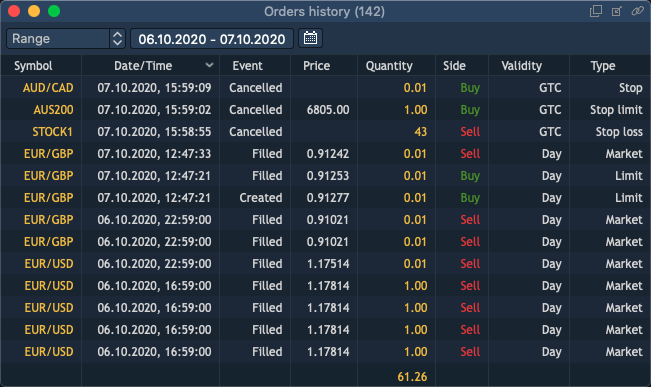 Orders history (142)
Range 06.10.2020 - 07.10.2020
Symbol Date/Time Event Price Quantity Side Validity Type
AUD/CAD 07.10.2020, 15:59:09 Cancelled 0.01 Buy GTC Stop
AUS200 07.10.2020, 15:59:02 Cancelled 6805.00 1.00 Buy GTC Stop limit
STOCK1 07.10.2020, 15:58:55 Cancelled 43 Sell GTC Stop loss
EUR/GBP 07.10.2020, 12:47:33 Filled 0.91242 0.01 Sell Day Market
EUR/GBP 07.10.2020, 12:47:21 Filled 0.91253 0.01 Buy Day Limit
EUR/GBP 07.10.2020, 12:47:21 Created 0.91277 0.01 Buy Day Limit
EUR/GBP 06.10.2020, 22:59:00 Filled 0.91021 0.01 Sell Day Market
EUR/GBP 06.10.2020, 22:59:00 Filled 0.91021 0.01 Sell Day Market
EUR/USD 06.10.2020, 22:59:00 Filled 1.17514 0.01 Sell Day Market
EUR/USD 06.10.2020, 16:59:00 Filled 1.17814 1.00 Sell Day Market
EUR/USD 06.10.2020, 16:59:00 Filled 1.17814 1.00 Sell Day Market
EUR/USD 06.10.2020, 16:59:00 Filled 1.17814 1.00 Sell Day Market
EUR/USD 06.10.2020, 16:59:00 Filled 1.17814 1.00 Sell Day Market
61.26